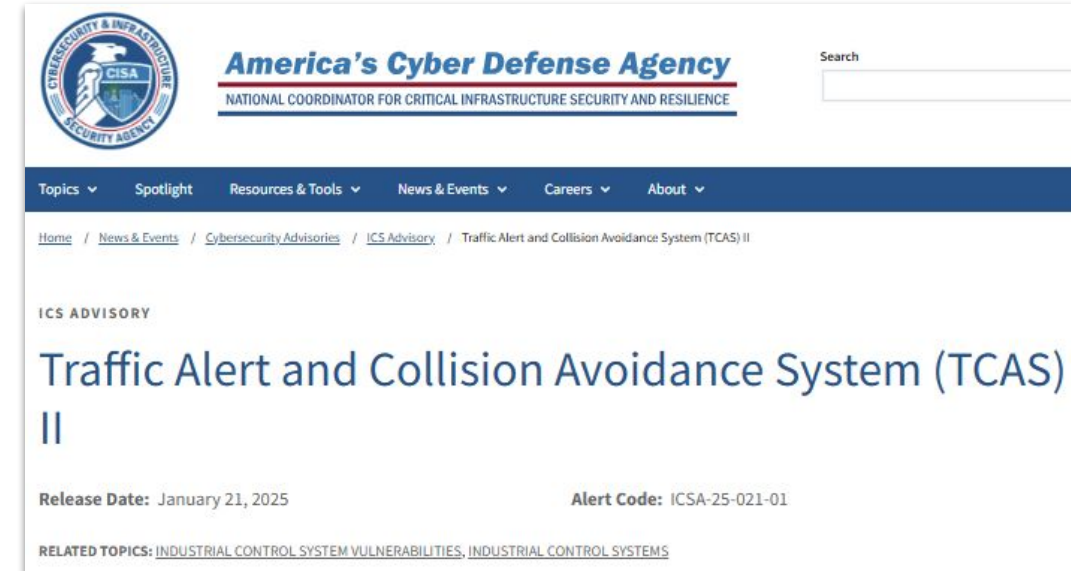 CYBERSECURITY & INFRASTRUCTURE
CISA
SECURITY AGENCY
America's Cyber Defense Agency
NATIONAL COORDINATOR FOR CRITICAL INFRASTRUCTURE SECURITY AND RESILIENCE
Search
Topics Spotlight Resources & Tools News & Events Careers About
Home / News & Events / Cybersecurity Advisories / ICS Advisory / Traffic Alert and Collision Avoidance System (TCAS) II
ICS ADVISORY
Traffic Alert and Collision Avoidance System (TCAS)
II
Release Date: January 21, 2025 Alert Code: ICSA-25-021-01
RELATED TOPICS: INDUSTRIAL CONTROL SYSTEM VULNERABILITIES, INDUSTRIAL CONTROL SYSTEMS